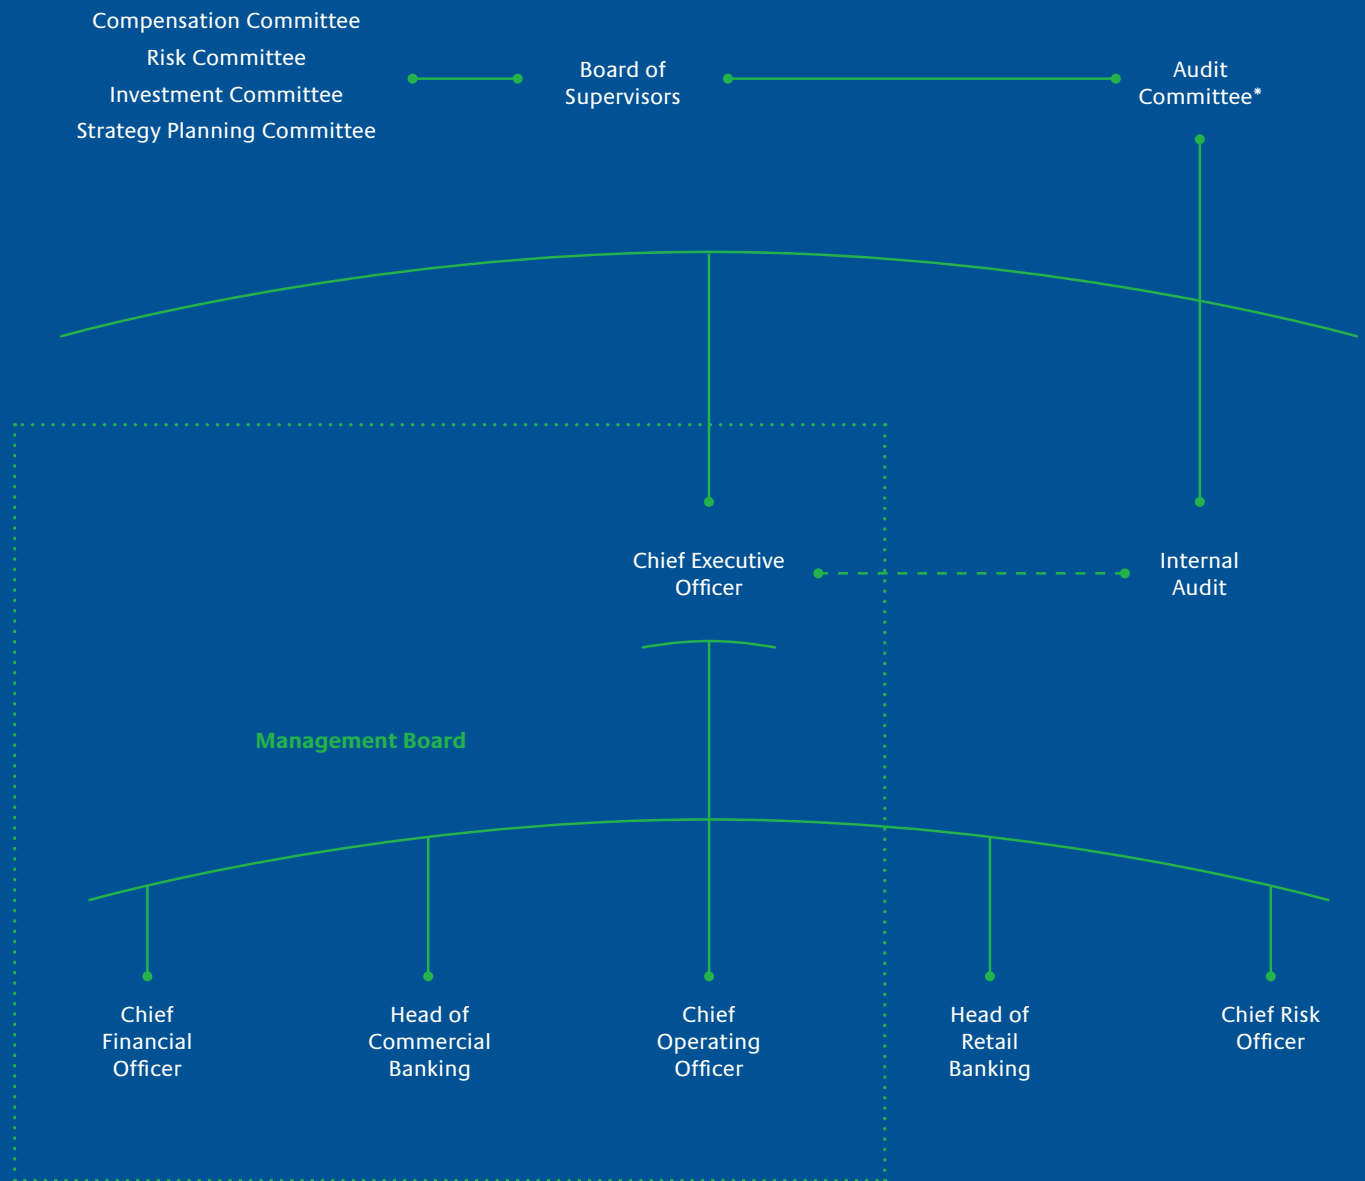 Compensation Committee
Risk Committee
Investment Committee
Strategy Planning Committee
Board of
Supervisors
Audit
Committee*
Chief Executive
Officer
Internal
Audit
Management Board
Chief
Financial
Officer
Head of
Commercial
Banking
Chief
Operating
Officer
Head of
Retail
Banking
Chief Risk
Officer